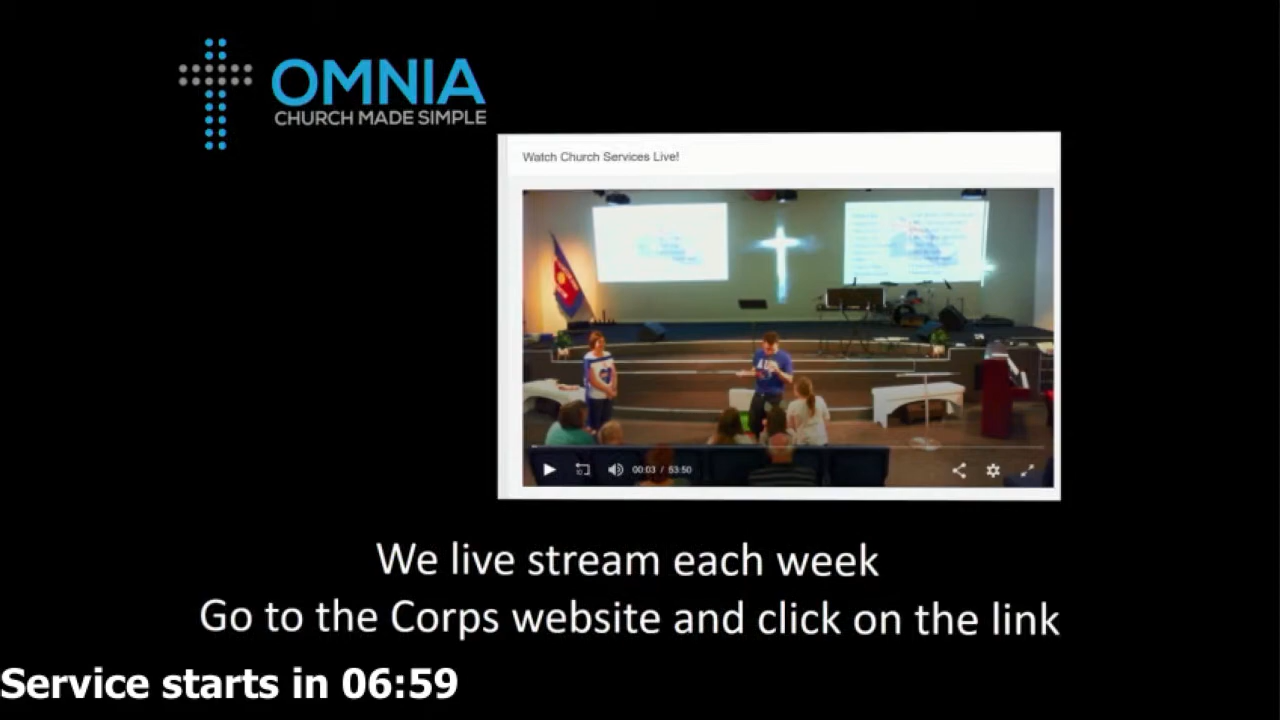 OMNIA
CHURCH MADE SIMPLE
Watch Church Services Live!
00:03 / 53:50
We live stream each week
Go to the Corps website and click on the link
Service starts in 06:59